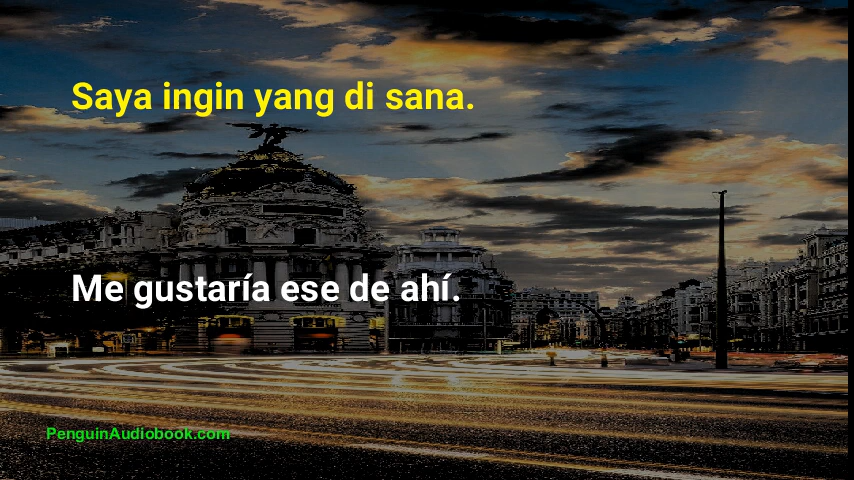 Saya ingin yang di sana.
Me gustaría ese de ahí.
PenguinAudiobook.com